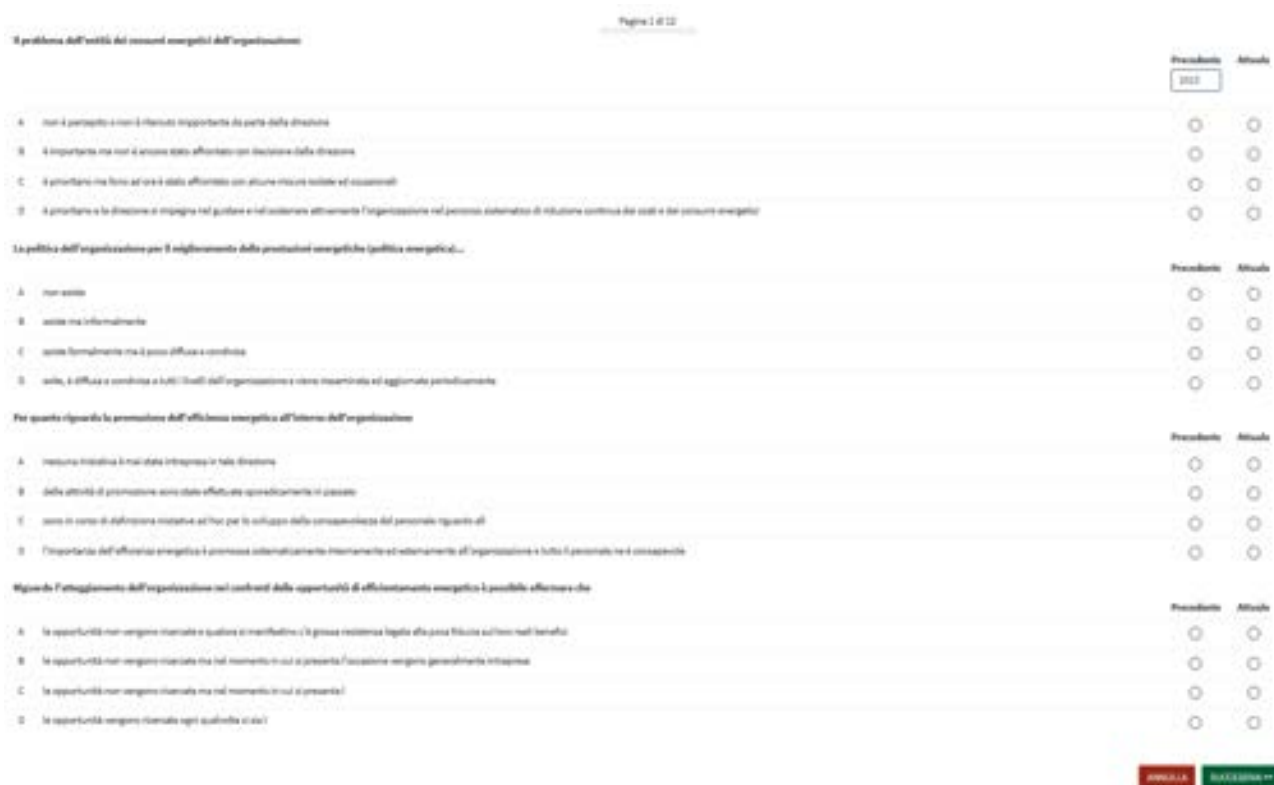 Pagina 1 di 12
Il problema dell'entità dei consumi energetici dell'organizzazione:
Precedente Attuale
A non è percepito e non è ritenuto importante da parte della direzione
B è importante ma non è ancora stato affrontato con decisione dalla direzione
C è prioritario ma fino ad ora è stato affrontato con alcune misure isolate ed occasionali
D è prioritario e la direzione si impegna nel guidare e nel sostenere attivamente l'organizzazione nel percorso sistematico di riduzione continua dei costi e dei consumi energetici
La politica dell'organizzazione per il miglioramento delle prestazioni energetiche (politica energetica)...
Precedente Attuale
A non esiste
B esiste ma informalmente
C esiste formalmente ma è poco diffusa e condivisa
D esite, è diffusa e condivisa a tutti i livelli dell'organizzazione e viene riesaminata ed aggiornata periodicamente
Per quanto riguarda la promozione dell'efficienza energetica all'interno dell'organizzazione
Precedente Attuale
A nessuna iniziativa è mai stata intrapresa in tale direzione
B delle attività di promozione sono state effettuate sporadicamente in passato
C sono in corso di definizione iniziative ad hoc per lo sviluppo della consapevolezza del personale riguardo all
D l'importanza dell'efficienza energetica è promossa sistematicamente internamente ed esternamente all'organizzazione e tutto il personale ne è consapevole
Riguardo l'atteggiamento dell'organizzazione nei confronti delle opportunità di efficientamento energetico è possibile affermare che
Precedente Attuale
A le opportunità non vengono ricercate e qualora si manifestino c'è grossa resistenza legata alla poca fiducia sui loro reali benefici
B le opportunità non vengono ricercate ma nel momento in cui si presenta l'occasione vengono generalmente intraprese
C le opportunità non vengono ricercate ma nel momento in cui si presenta l
D le opportunità vengono ricercate ogni qualvolta ci sia l
ANNULLA